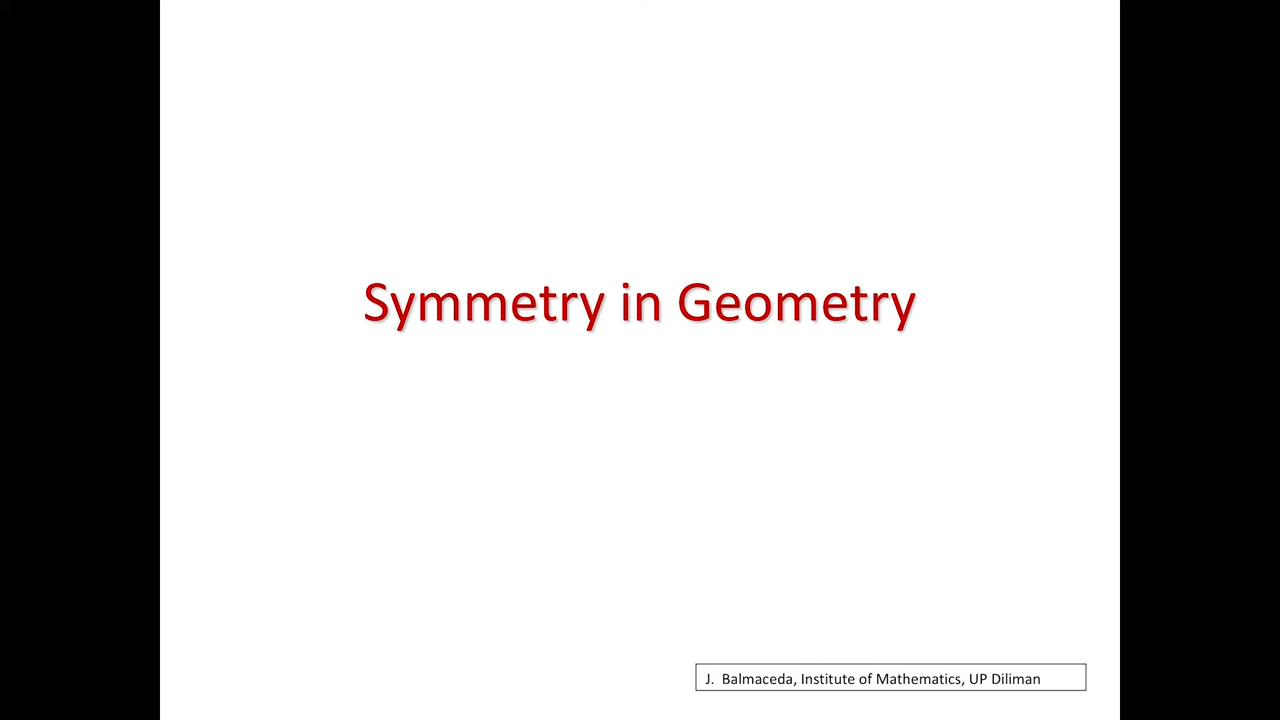 Symmetry in Geometry
J. Balmaceda, Institute of Mathematics, UP Diliman